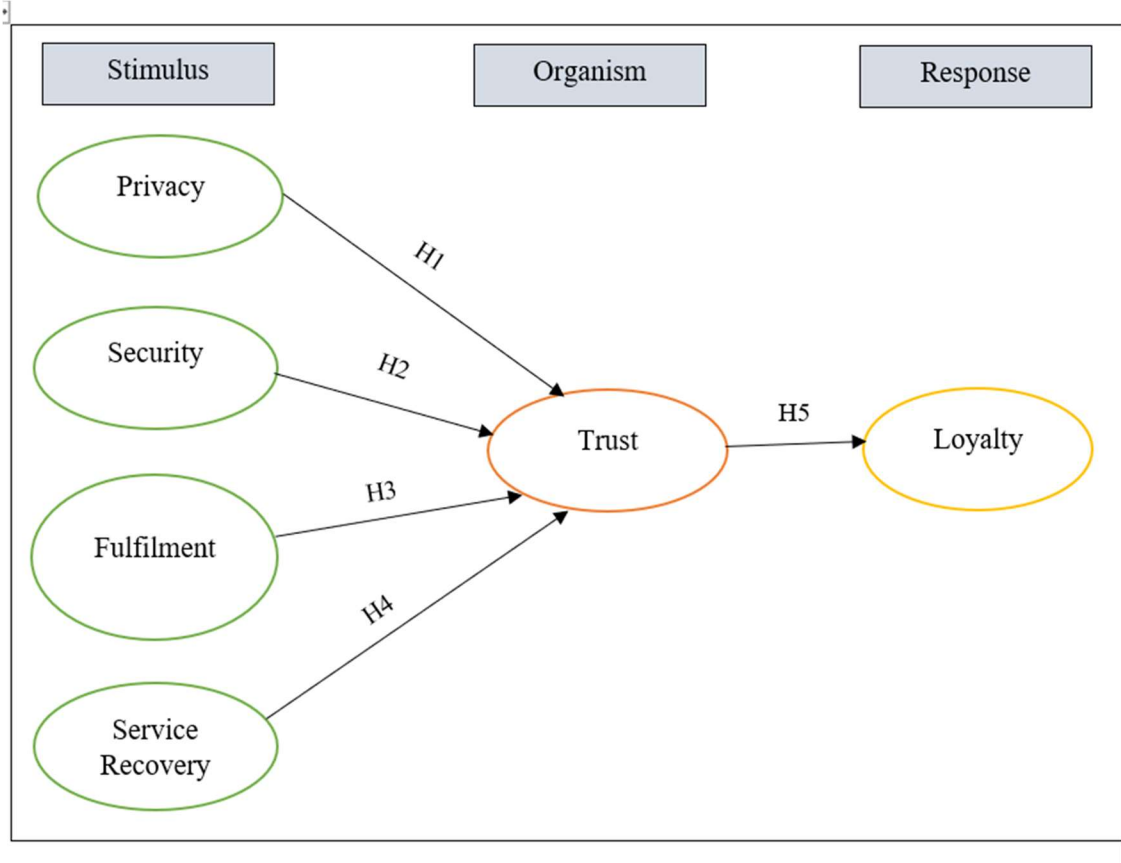 Stimulus
Organism
Response
Privacy
H1
Security
H2
Trust
H5
Loyalty
H3
Fulfilment
H4
Service
Recovery